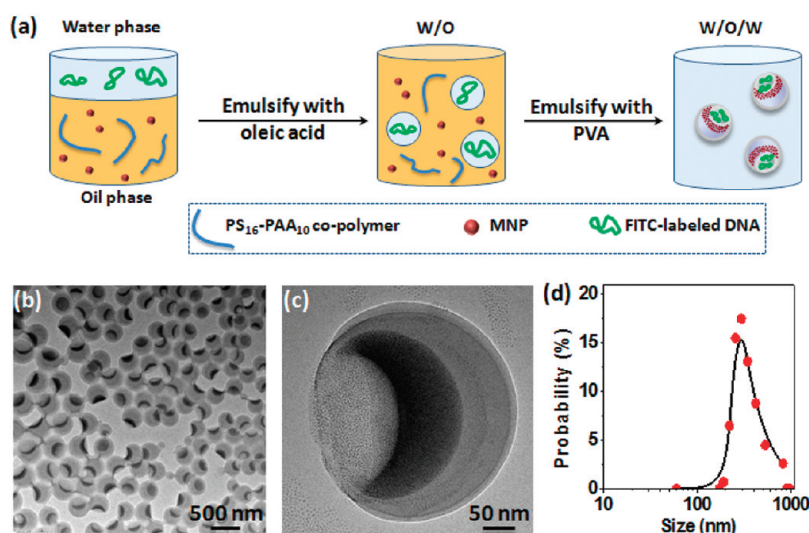 (a)
Water phase
W/O
W/O/W
Emulsify with
oleic acid
Emulsify with
PVA
Oil phase
PS16-PAA10 co-polymer
MNP
FITC-labeled DNA
(b)
500 nm
(c)
50 nm
(d)
Probability (%)
20
15
10
5
0
10
100
1000
Size (nm)